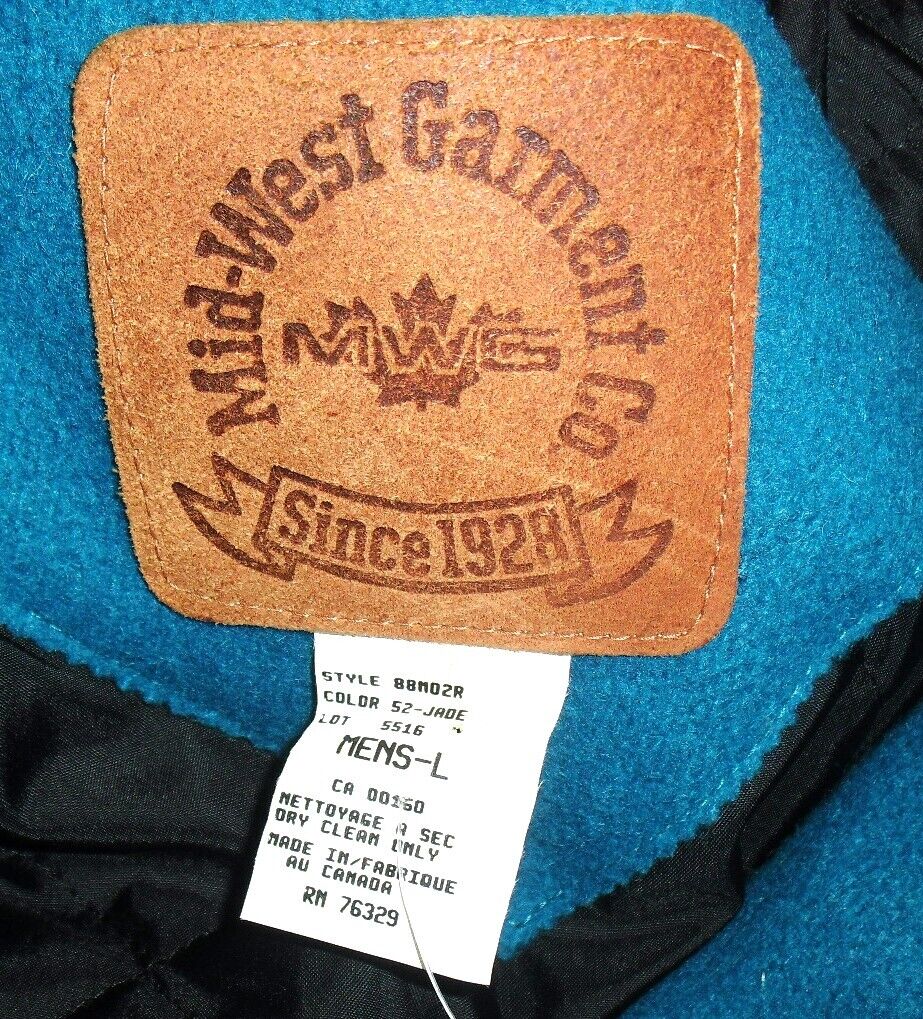 Mid-West Garment Co
MWG
Since 1928
STYLE 88M02R
COLOR 52-JADE
LOT 5516
MENS-L
CA 00160
NETTOYAGE A SEC
DRY CLEAN ONLY
MADE IN/FABRIQUE
AU CANADA
RN 76329